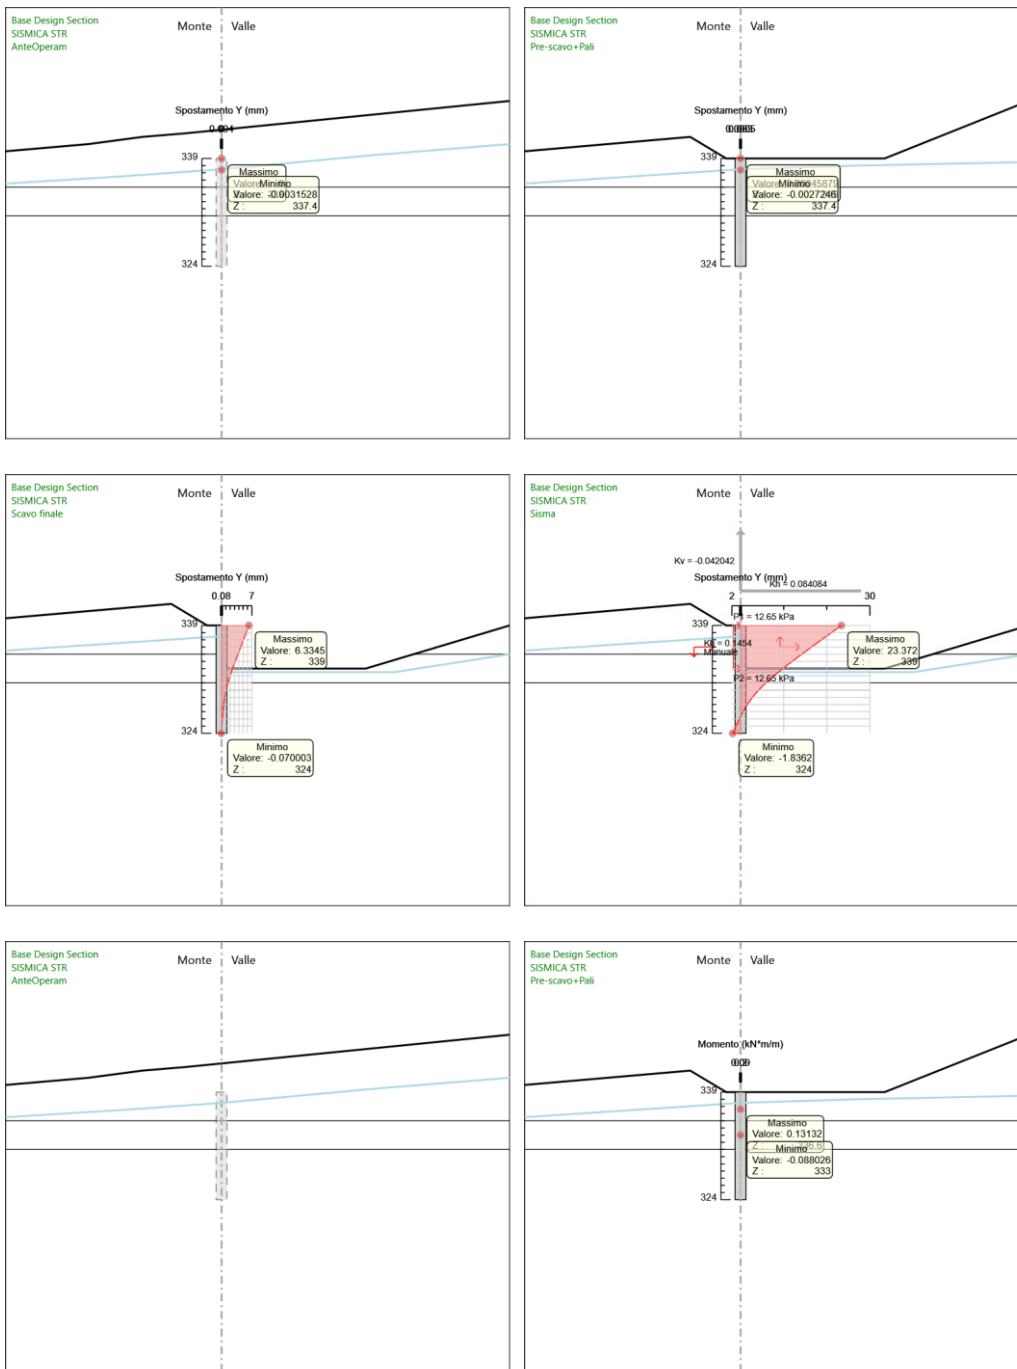 Base Design Section
SISMICA STR
AnteOperam
Monte Valle
Spostamento Y (mm)
339
Massimo
Minimo
Valore: -0.0031528
Z : 337.4
324
Base Design Section
SISMICA STR
Pre-scavo+Pali
Monte Valle
Spostamento Y (mm)
339
Massimo
Minimo
Valore: -0.0027246
Z : 337.4
324
Base Design Section
SISMICA STR
Scavo finale
Monte Valle
Spostamento Y (mm)
0.08 7
339
Massimo
Valore: 6.3345
Z : 339
324
Minimo
Valore: -0.070003
Z : 324
Base Design Section
SISMICA STR
Sisma
Monte Valle
Kv = -0.042042
Spostamento Y (mm)
Kh = 0.084084
2 30
339
P1 = 12.65 kPa
Manuale
Massimo
Valore: 23.372
Z : 339
P2 = 12.65 kPa
324
Minimo
Valore: -1.8362
Z : 324
Base Design Section
SISMICA STR
AnteOperam
Monte Valle
Base Design Section
SISMICA STR
Pre-scavo+Pali
Monte Valle
Momento (kN*m/m)
339
Massimo
Valore: 0.13132
Z : 336.6
Minimo
Valore: -0.088026
Z : 333
324